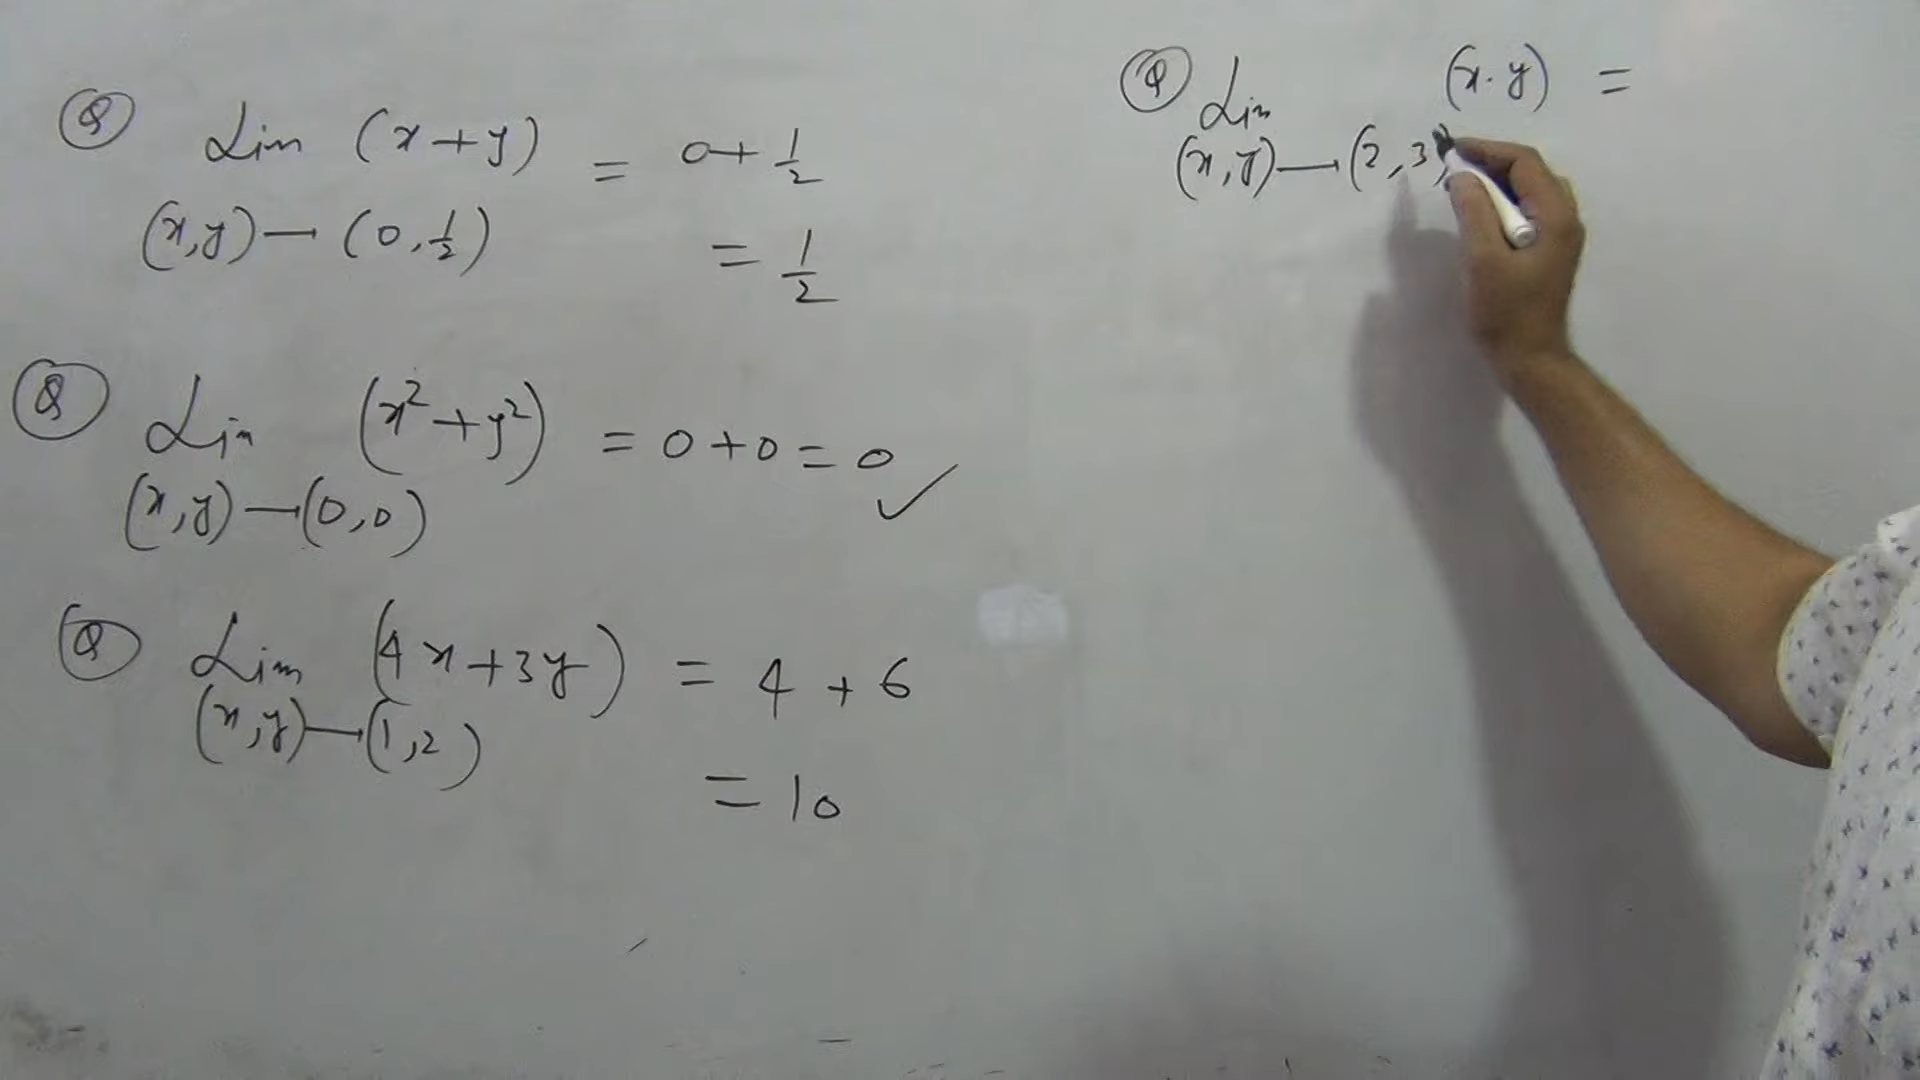 Q Lim (x+y) = 0+ 1/2
(x,y)→(0,1/2)
= 1/2
Q Lim (x²+y²) = 0+0=0 ✓
(x,y)→(0,0)
Q Lim (4x+3y) = 4+6
(x,y)→(1,2)
= 10
Q Lim (x.y) =
(x,y)→(2,3)